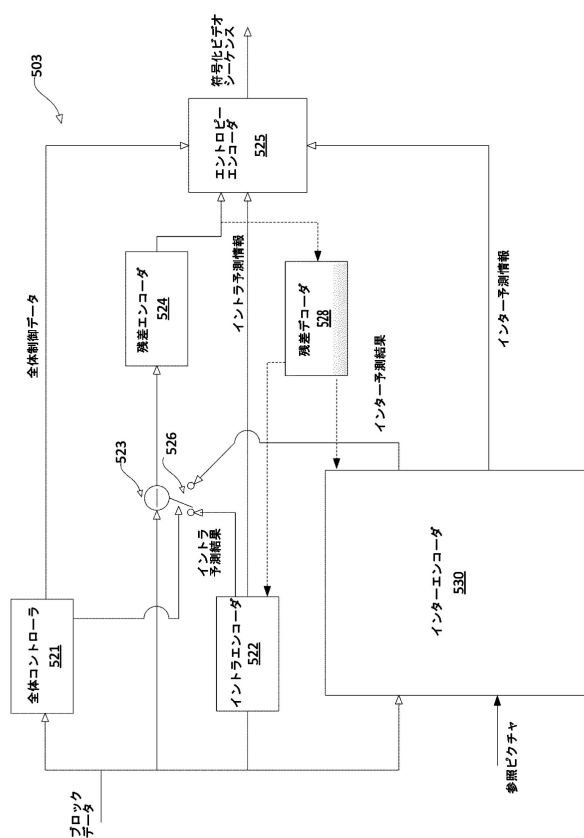 503
ブロック
データ
全体コントローラ
521
全体制御データ
523
526
残差エンコーダ
524
エントロピー
エンコーダ
525
符号化ビデオ
シーケンス
イントラ
予測結果
イントラエンコーダ
522
イントラ予測情報
残差デコーダ
528
インター予測結果
インターエンコーダ
530
インター予測情報
参照ピクチャ